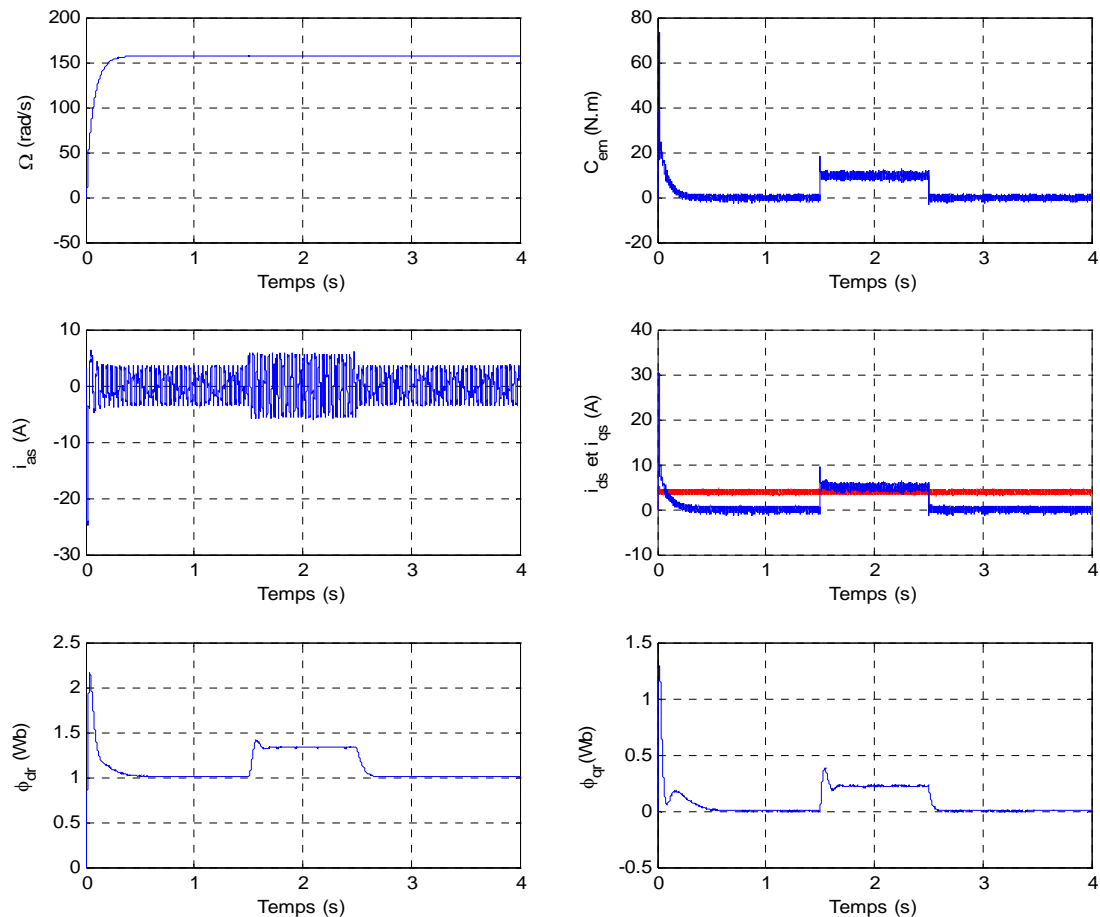 200
150
100
50
0
-50
Ω (rad/s)
0 1 2 3 4
Temps (s)
80
60
40
20
0
-20
C_em (N.m)
0 1 2 3 4
Temps (s)
10
0
-10
-20
-30
i_as (A)
0 1 2 3 4
Temps (s)
40
30
20
10
0
-10
i_ds et i_qs (A)
0 1 2 3 4
Temps (s)
2.5
2
1.5
1
0.5
0
ϕ_dr (Wb)
0 1 2 3 4
Temps (s)
1.5
1
0.5
0
-0.5
ϕ_qr (Wb)
0 1 2 3 4
Temps (s)